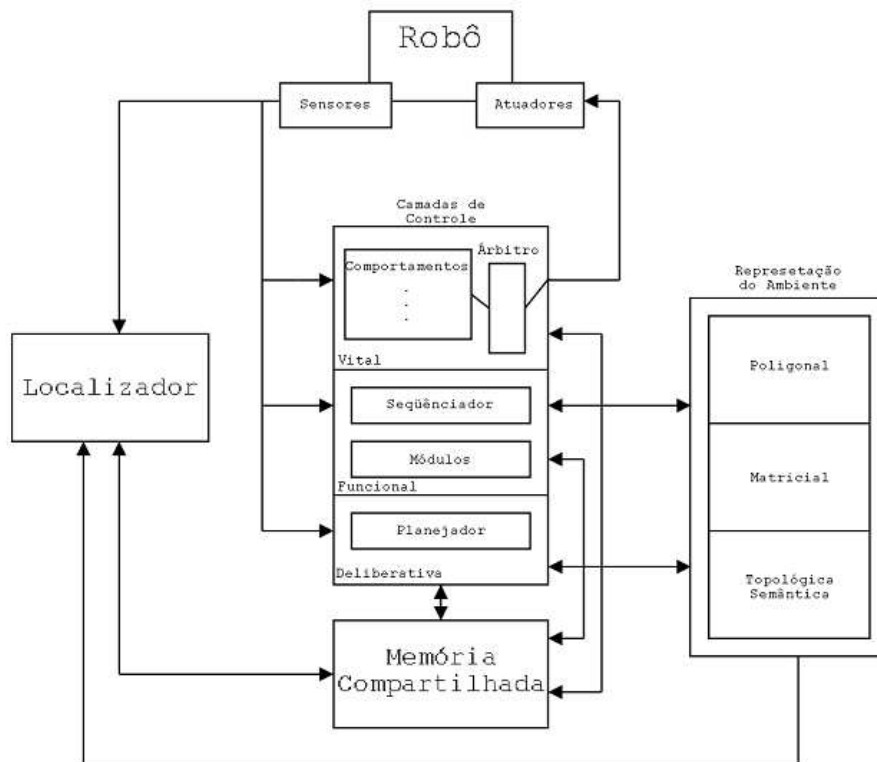 Robô
Sensores
Atuadores
Camadas de
Controle
Árbitro
Comportamentos
.
.
.
Vital
Represetação
do Ambiente
Poligonal
Localizador
Seqüênciador
Módulos
Funcional
Matricial
Planejador
Deliberativa
Topológica
Semântica
Memória
Compartilhada